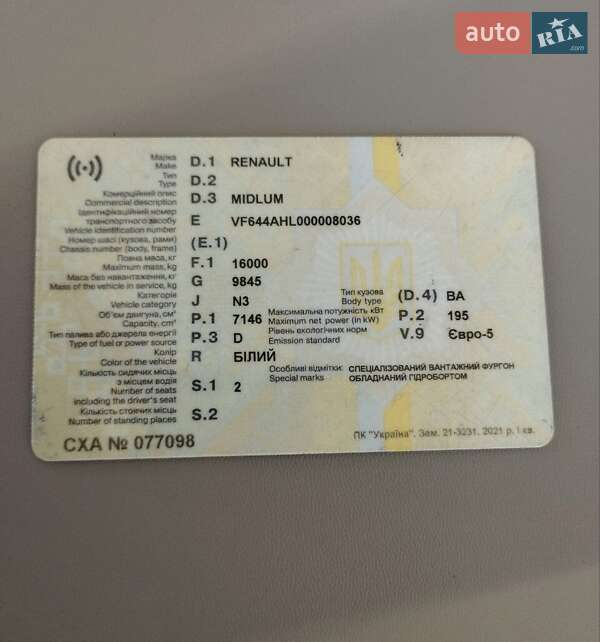 auto RIA .com
Марка D.1 RENAULT
Make
Тип D.2
Type
Комерційний опис D.3 MIDLUM
Commercial description
Ідентифікаційний номер
транспортного засобу E VF644AHL000008036
Vehicle identification number
Номер шасі (кузова, рами) (E.1)
Chassis number (body, frame)
Повна маса, кг F.1 16000
Maximum mass, kg
Маса без навантаження, кг G 9845
Mass of the vehicle in service, kg
Категорія J N3 Тип кузова (D.4) BA
Vehicle category Body type
Об'єм двигуна, см³ P.1 7146 Максимальна потужність кВт P.2 195
Capacity, cm³ Maximum net power (in kW)
Тип палива або джерела енергії P.3 D Рівень екологічних норм V.9 Євро-5
Type of fuel or power source Emission standard
Колір R БІЛИЙ
Color of the vehicle
Особливі відмітки: СПЕЦІАЛІЗОВАНИЙ ВАНТАЖНИЙ ФУРГОН
Special marks ОБЛАДНАНИЙ ГІДРОБОРТОМ
Кількість сидячих місць
з місцем водія S.1 2
Number of seats
including the driver's seat
Кількість стоячих місць S.2
Number of standing places
СХА № 077098
ПК "Україна". Зам. 21-3231. 2021 р. І кв.